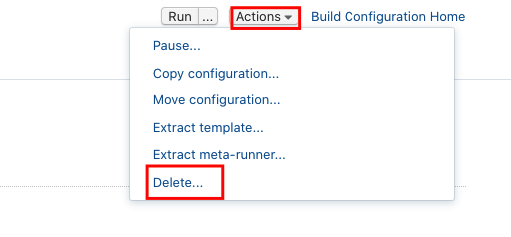 Run ... Actions Build Configuration Home
Pause...
Copy configuration...
Move configuration...
Extract template...
Extract meta-runner...
Delete...